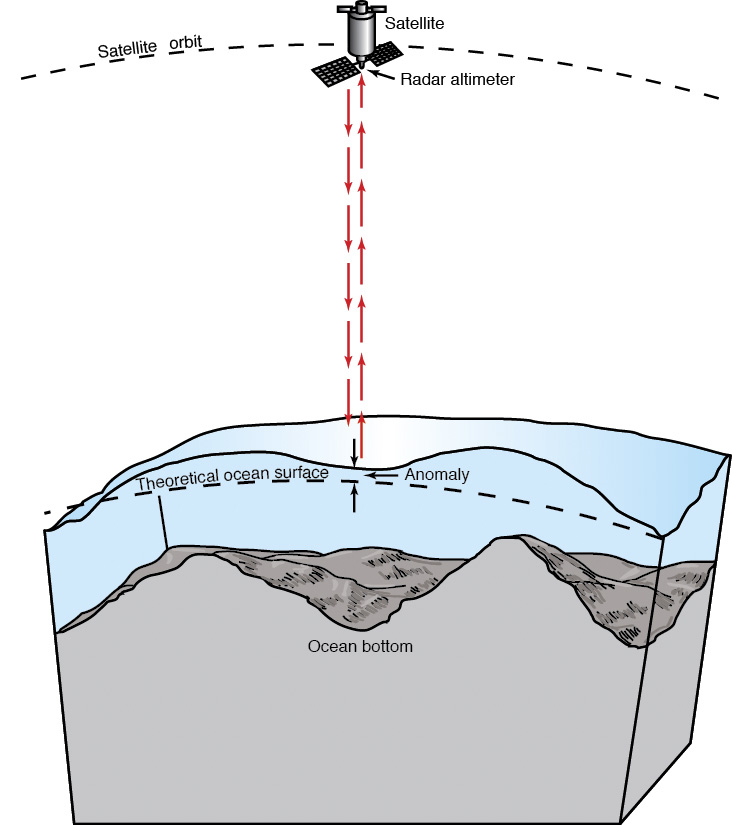 Satellite
Satellite orbit
Radar altimeter
Theoretical ocean surface
Anomaly
Ocean bottom